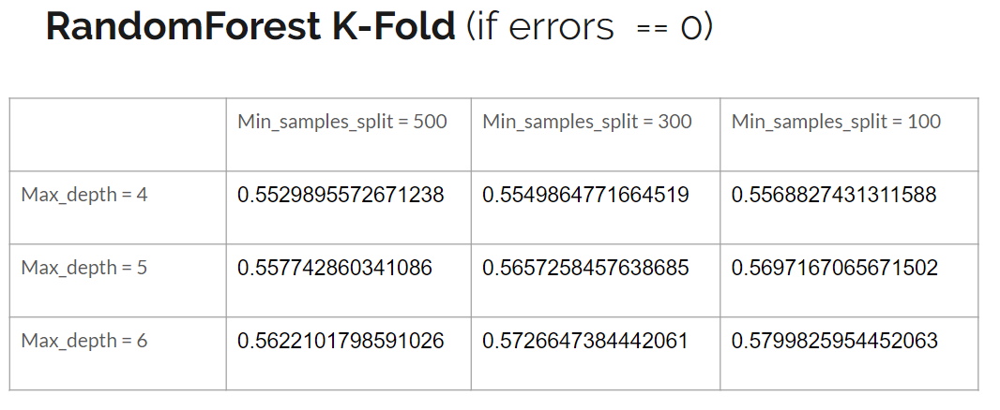 RandomForest K-Fold (if errors == 0)
Min_samples_split = 500 Min_samples_split = 300 Min_samples_split = 100
Max_depth = 4 0.5529895572671238 0.5549864771664519 0.5568827431311588
Max_depth = 5 0.557742860341086 0.5657258457638685 0.5697167065671502
Max_depth = 6 0.5622101798591026 0.5726647384442061 0.5799825954452063